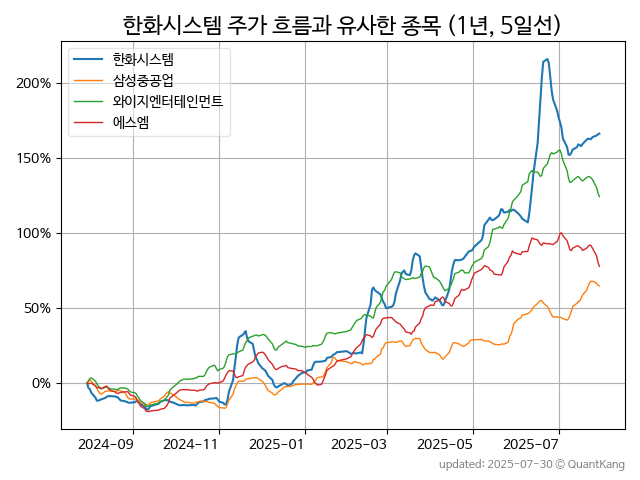 한화시스템 주가 흐름과 유사한 종목 (1년, 5일선)
한화시스템
삼성중공업
와이지엔터테인먼트
에스엠
200%
150%
100%
50%
0%
2024-09 2024-11 2025-01 2025-03 2025-05 2025-07
updated: 2025-07-30 © QuantKang